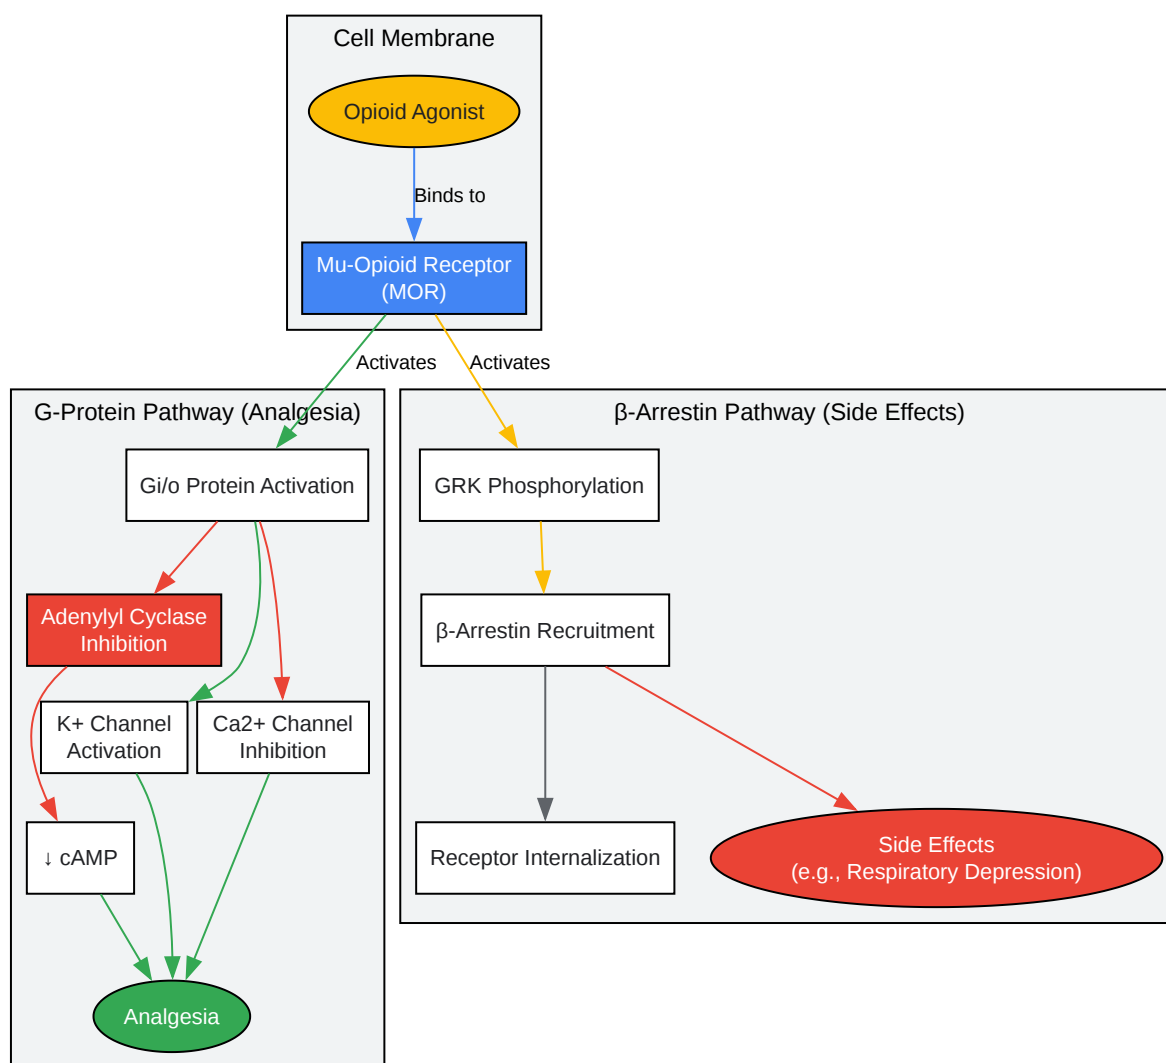 Cell Membrane
Opioid Agonist
Binds to
Mu-Opioid Receptor
(MOR)
Activates
Activates
G-Protein Pathway (Analgesia)
Gi/o Protein Activation
Adenylyl Cyclase
Inhibition
K+ Channel
Activation
Ca2+ Channel
Inhibition
↓ cAMP
Analgesia
β-Arrestin Pathway (Side Effects)
GRK Phosphorylation
β-Arrestin Recruitment
Receptor Internalization
Side Effects
(e.g., Respiratory Depression)